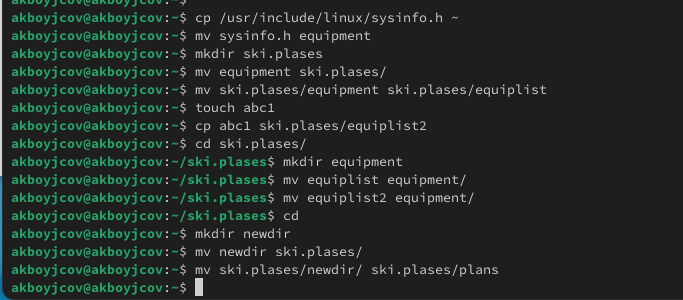 akboyjcov@akboyjcov:~$ cp /usr/include/linux/sysinfo.h ~
akboyjcov@akboyjcov:~$ mv sysinfo.h equipment
akboyjcov@akboyjcov:~$ mkdir ski.plases
akboyjcov@akboyjcov:~$ mv equipment ski.plases/
akboyjcov@akboyjcov:~$ mv ski.plases/equipment ski.plases/equiplist
akboyjcov@akboyjcov:~$ touch abc1
akboyjcov@akboyjcov:~$ cp abc1 ski.plases/equiplist2
akboyjcov@akboyjcov:~$ cd ski.plases/
akboyjcov@akboyjcov:~/ski.plases$ mkdir equipment
akboyjcov@akboyjcov:~/ski.plases$ mv equiplist equipment/
akboyjcov@akboyjcov:~/ski.plases$ mv equiplist2 equipment/
akboyjcov@akboyjcov:~/ski.plases$ cd
akboyjcov@akboyjcov:~$ mkdir newdir
akboyjcov@akboyjcov:~$ mv newdir ski.plases/
akboyjcov@akboyjcov:~$ mv ski.plases/newdir/ ski.plases/plans
akboyjcov@akboyjcov:~$